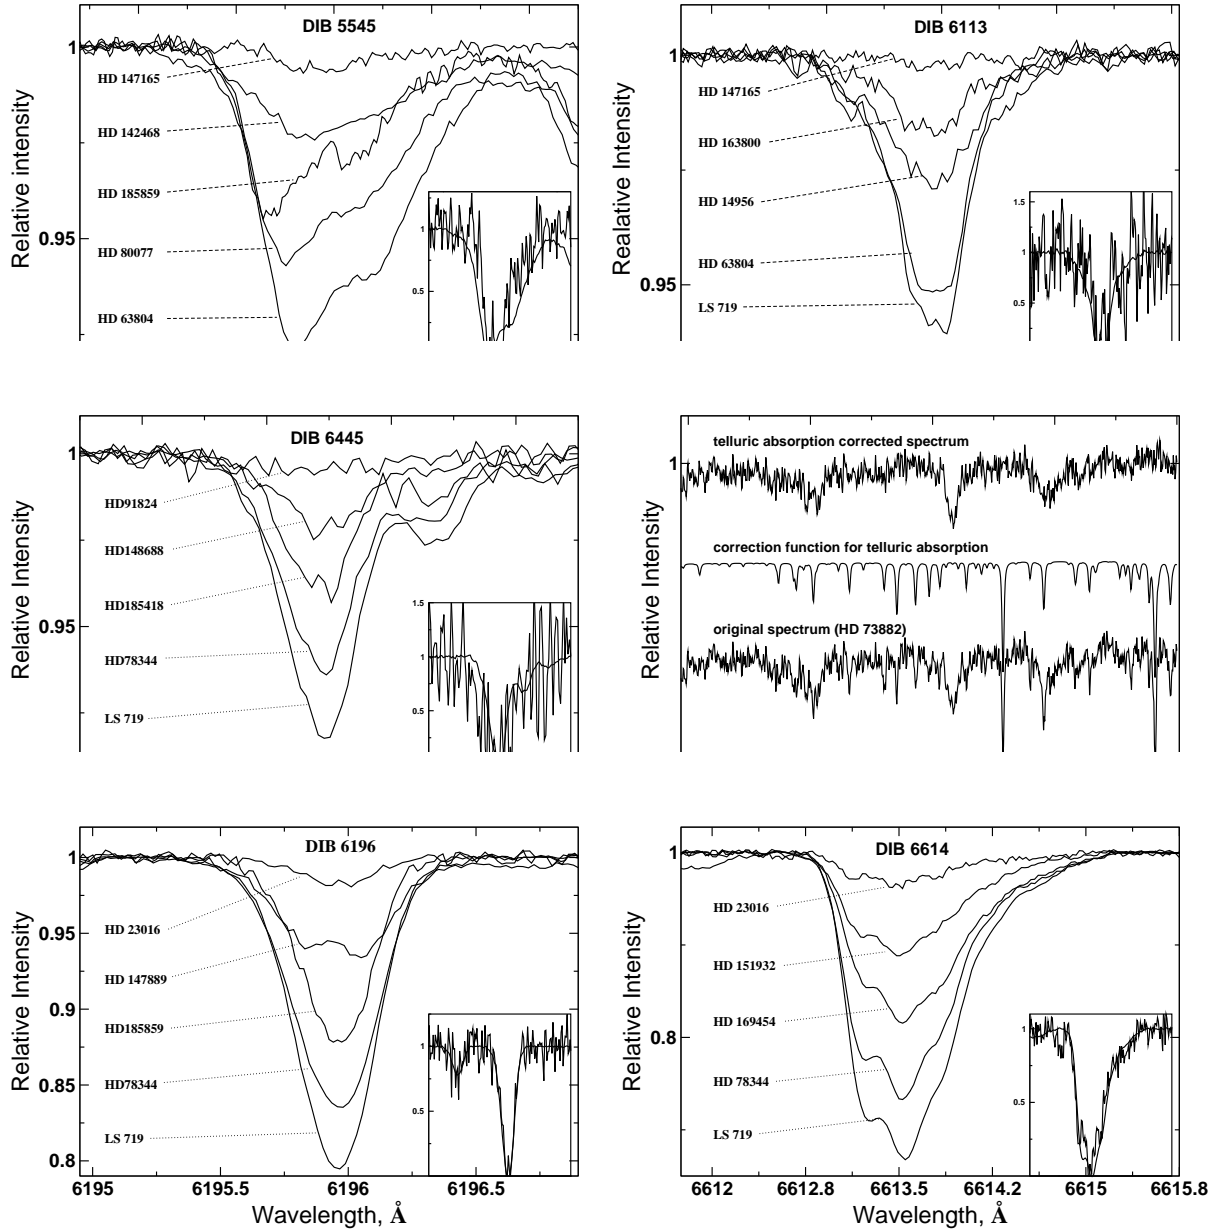 DIB 5545
1
0.95
Relative intensity
HD 147165
HD 142468
HD 185859
HD 80077
HD 63804
1
0.5
DIB 6113
1
0.95
Realative Intensity
HD 147165
HD 163800
HD 14956
HD 63804
LS 719
1.5
1
0.5
DIB 6445
1
0.95
Relative Intensity
HD91824
HD148688
HD185418
HD78344
LS 719
1.5
1
0.5
1
Relative Intensity
telluric absorption corrected spectrum
correction function for telluric absorption
original spectrum (HD 73882)
DIB 6196
1
0.95
0.9
0.85
0.8
Relative Intensity
HD 23016
HD 147889
HD185859
HD78344
LS 719
1
0.5
6195
6195.5
6196
6196.5
Wavelength, Å
DIB 6614
1
0.8
Relative Intensity
HD 23016
HD 151932
HD 169454
HD 78344
LS 719
1
0.5
6612
6612.8
6613.5
6614.2
6615
6615.8
Wavelength, Å